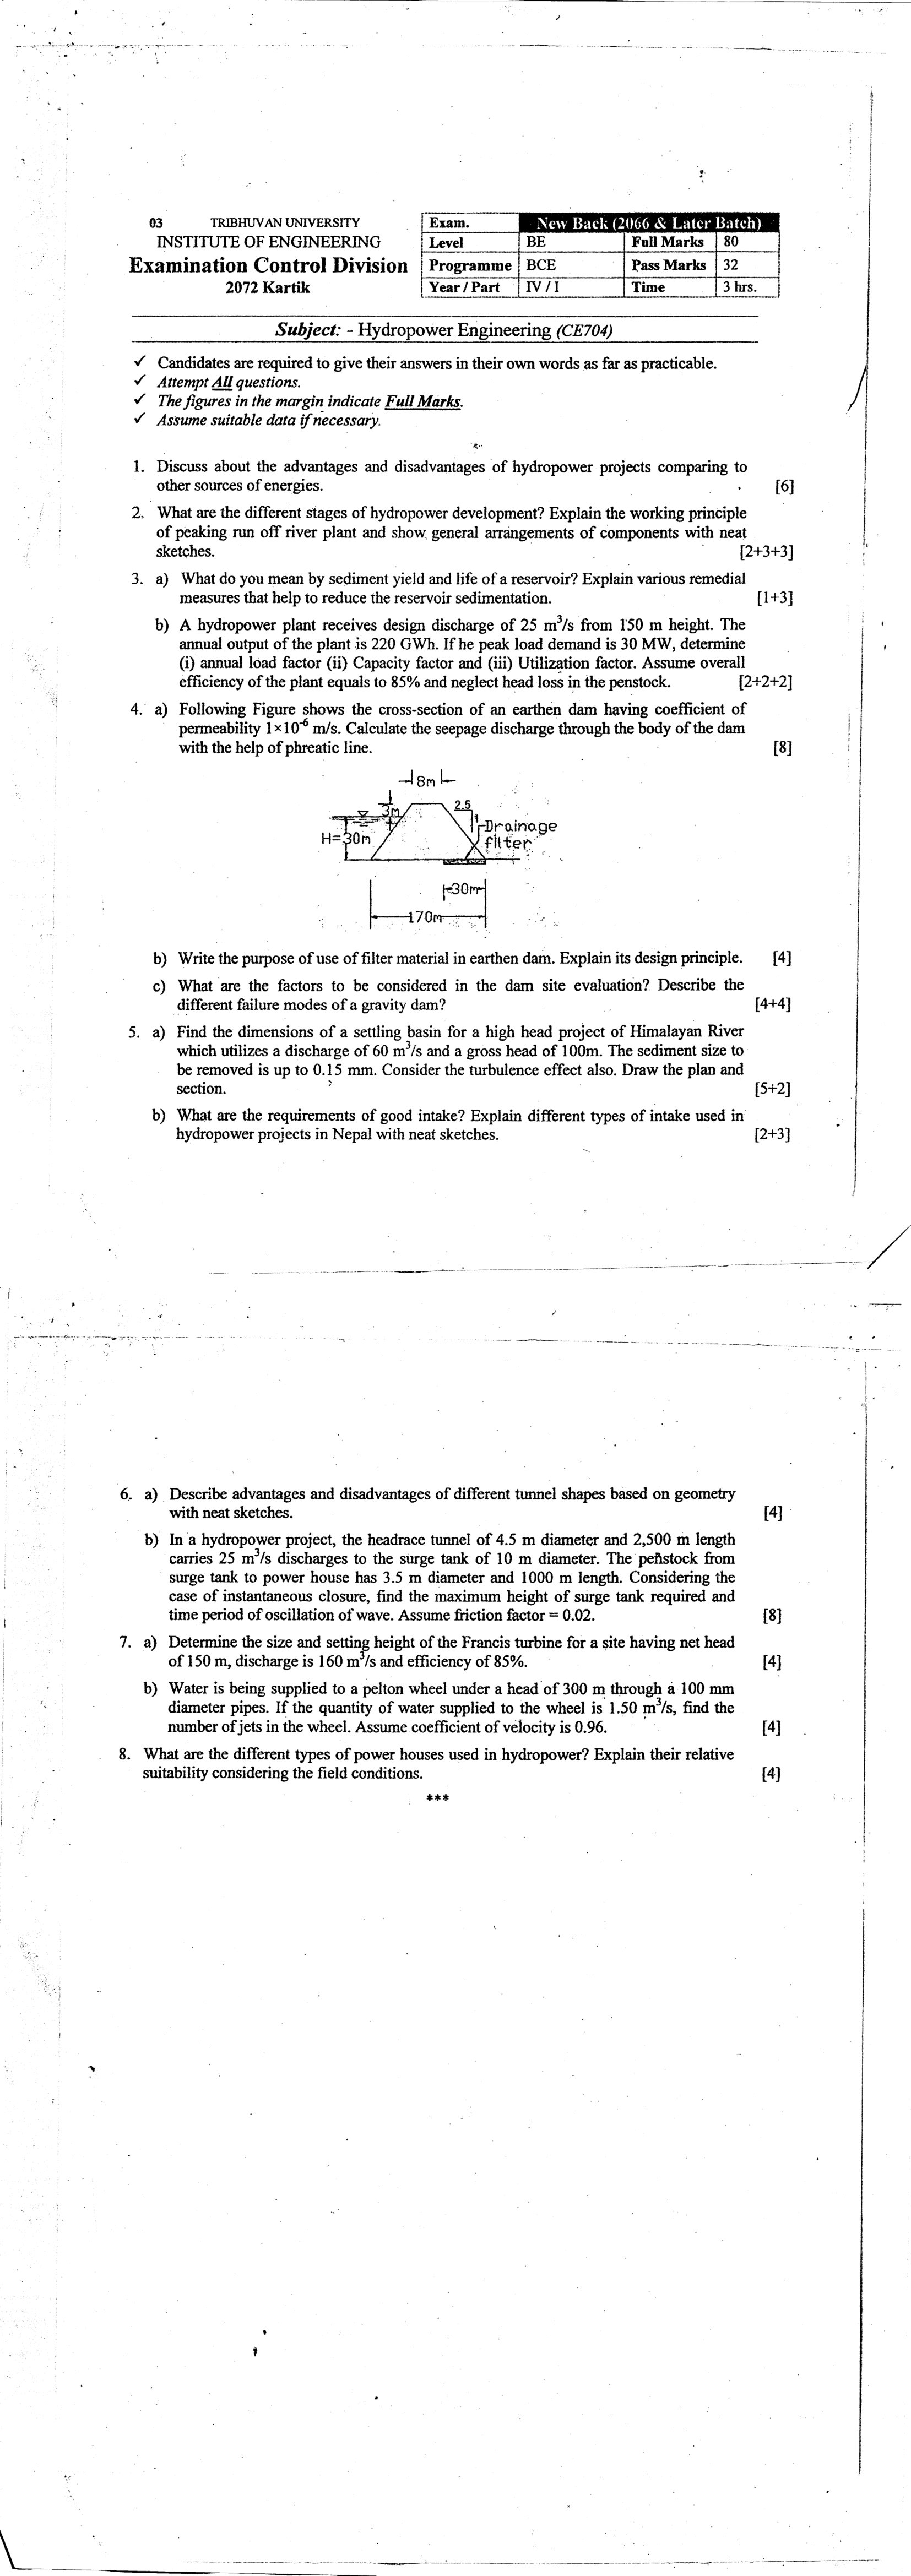 03 TRIBHUVAN UNIVERSITY
INSTITUTE OF ENGINEERING
Examination Control Division
2072 Kartik
Exam. New Back (2066 & Later Batch)
Level BE Full Marks 80
Programme BCE Pass Marks 32
Year / Part IV / I Time 3 hrs.
Subject: - Hydropower Engineering (CE704)
✓ Candidates are required to give their answers in their own words as far as practicable.
✓ Attempt All questions.
✓ The figures in the margin indicate Full Marks.
✓ Assume suitable data if necessary.
1. Discuss about the advantages and disadvantages of hydropower projects comparing to
other sources of energies. [6]
2. What are the different stages of hydropower development? Explain the working principle
of peaking run off river plant and show general arrangements of components with neat
sketches. [2+3+3]
3. a) What do you mean by sediment yield and life of a reservoir? Explain various remedial
measures that help to reduce the reservoir sedimentation. [1+3]
b) A hydropower plant receives design discharge of 25 m³/s from 150 m height. The
annual output of the plant is 220 GWh. If he peak load demand is 30 MW, determine
(i) annual load factor (ii) Capacity factor and (iii) Utilization factor. Assume overall
efficiency of the plant equals to 85% and neglect head loss in the penstock. [2+2+2]
4. a) Following Figure shows the cross-section of an earthen dam having coefficient of
permeability 1×10⁻⁶ m/s. Calculate the seepage discharge through the body of the dam
with the help of phreatic line. [8]
8m
3m
2.5
1
Drainage
filter
H=30m
30m
170m
b) Write the purpose of use of filter material in earthen dam. Explain its design principle. [4]
c) What are the factors to be considered in the dam site evaluation? Describe the
different failure modes of a gravity dam? [4+4]
5. a) Find the dimensions of a settling basin for a high head project of Himalayan River
which utilizes a discharge of 60 m³/s and a gross head of 100m. The sediment size to
be removed is up to 0.15 mm. Consider the turbulence effect also. Draw the plan and
section. [5+2]
b) What are the requirements of good intake? Explain different types of intake used in
hydropower projects in Nepal with neat sketches. [2+3]
6. a) Describe advantages and disadvantages of different tunnel shapes based on geometry
with neat sketches. [4]
b) In a hydropower project, the headrace tunnel of 4.5 m diameter and 2,500 m length
carries 25 m³/s discharges to the surge tank of 10 m diameter. The penstock from
surge tank to power house has 3.5 m diameter and 1000 m length. Considering the
case of instantaneous closure, find the maximum height of surge tank required and
time period of oscillation of wave. Assume friction factor = 0.02. [8]
7. a) Determine the size and setting height of the Francis turbine for a site having net head
of 150 m, discharge is 160 m³/s and efficiency of 85%. [4]
b) Water is being supplied to a pelton wheel under a head of 300 m through a 100 mm
diameter pipes. If the quantity of water supplied to the wheel is 1.50 m³/s, find the
number of jets in the wheel. Assume coefficient of velocity is 0.96. [4]
8. What are the different types of power houses used in hydropower? Explain their relative
suitability considering the field conditions. [4]
***